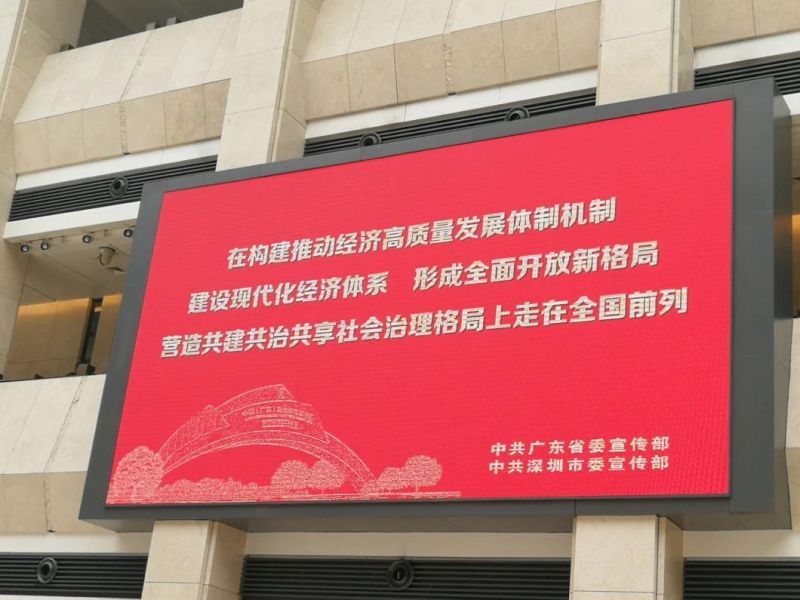 在构建推动经济高质量发展体制机制
建设现代化经济体系 形成全面开放新格局
营造共建共治共享社会治理格局上走在全国前列
中共广东省委宣传部
中共深圳市委宣传部